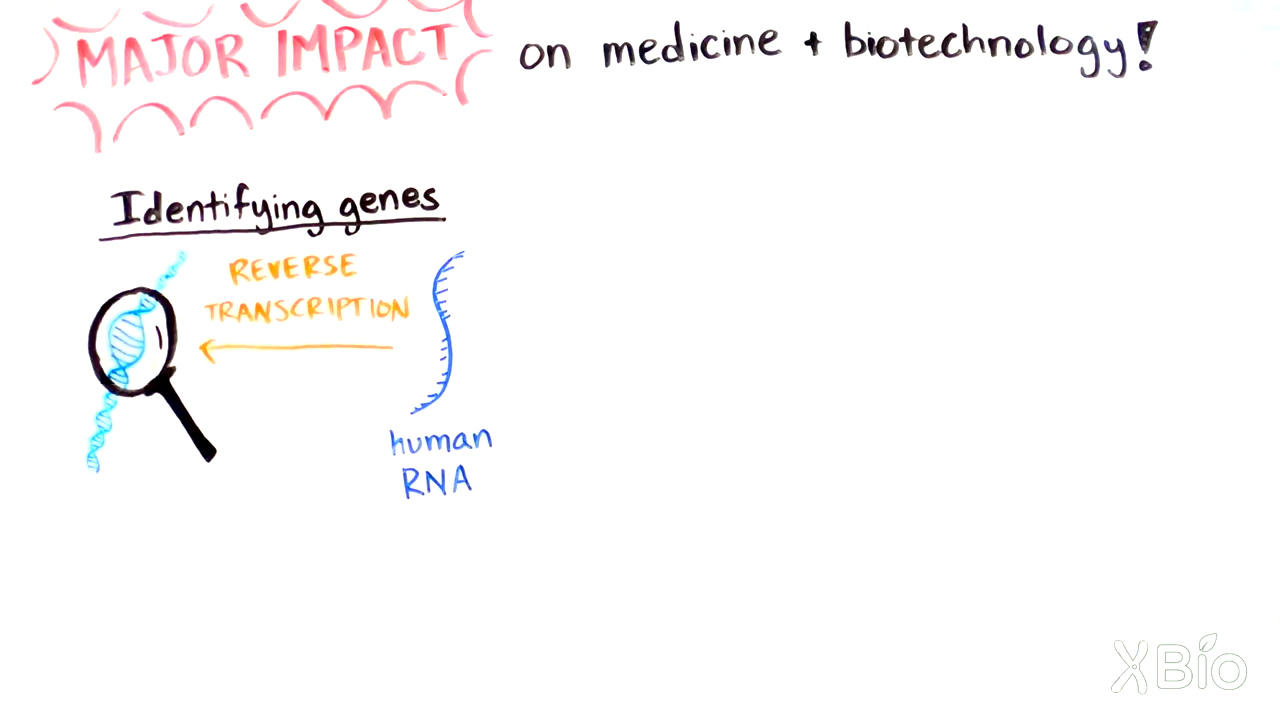 MAJOR IMPACT on medicine + biotechnology!
Identifying genes
REVERSE
TRANSCRIPTION
human
RNA
XBio